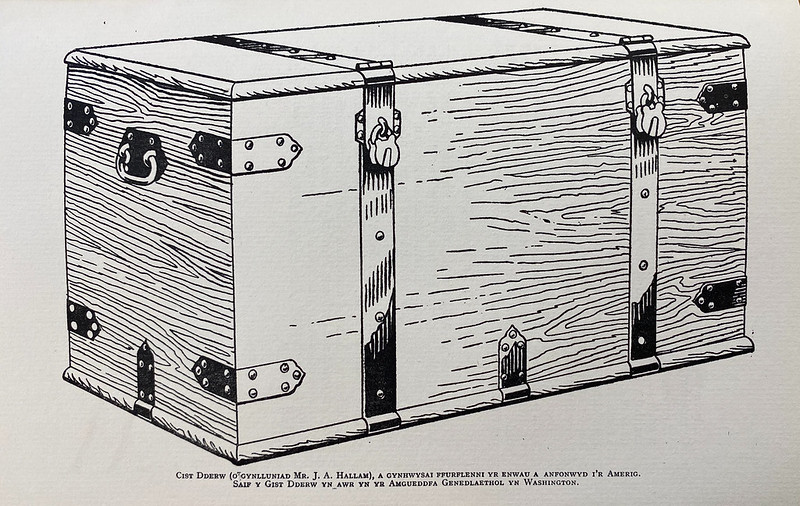 Cist Dderw (o gynlluniad Mr. J. A. Hallam), a gynhwysai ffurflenni yr enwau a anfonwyd i'r Amerig.
Saif y Gist Dderw yn awr yn yr Amgueddfa Genedlaethol yn Washington.